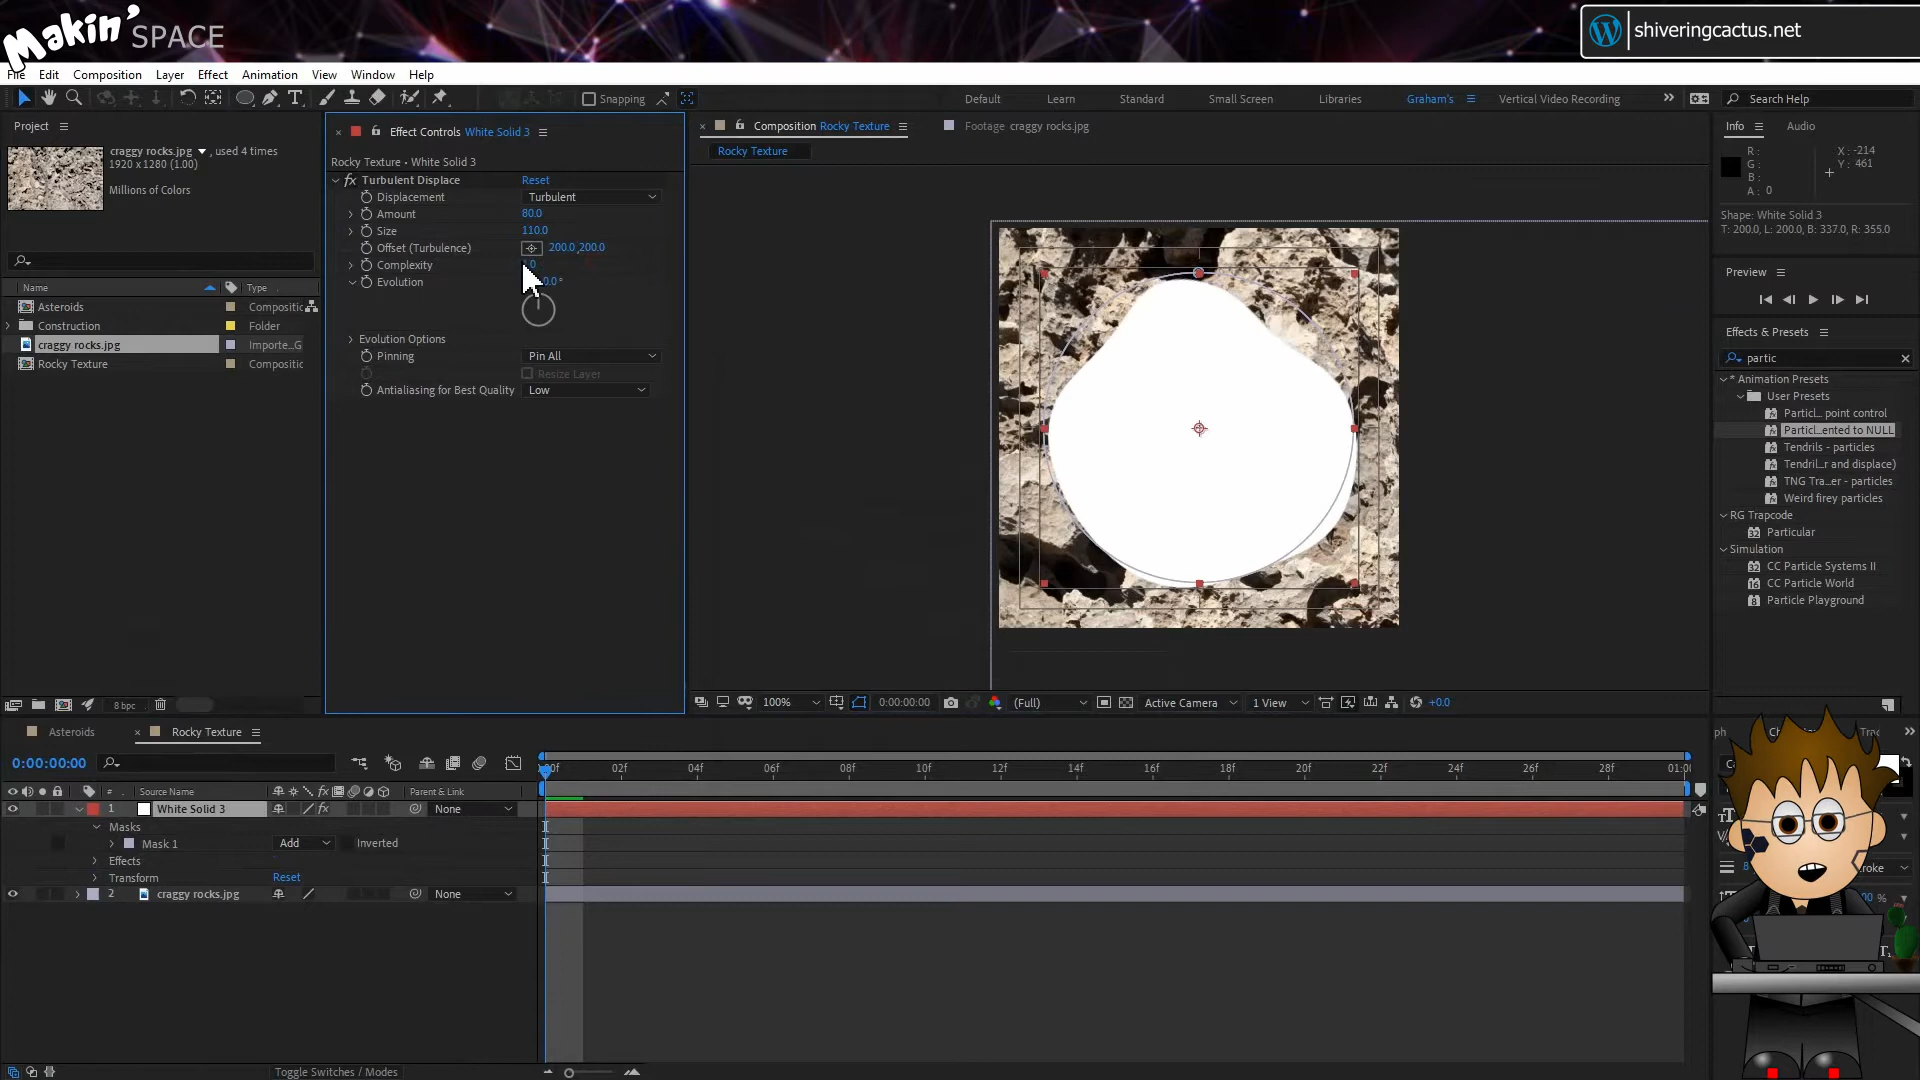 Makin' SPACE
shiveringcactus.net
File Edit Composition Layer Effect Animation View Window Help
Snapping
Default Learn Standard Small Screen Libraries Graham's Vertical Video Recording
Search Help
Project
craggy rocks.jpg , used 4 times
1920 x 1280 (1.00)
Millions of Colors
Name Type
Asteroids Compositic
Construction Folder
craggy rocks.jpg Importe...G
Rocky Texture Compositic
8 bpc
Effect Controls White Solid 3
Rocky Texture • White Solid 3
fx Turbulent Displace Reset
Displacement Turbulent
Amount 80.0
Size 110.0
Offset (Turbulence) 200.0,200.0
Complexity
Evolution
Evolution Options
Pinning Pin All
Resize Layer
Antialiasing for Best Quality Low
Composition Rocky Texture
Footage craggy rocks.jpg
Rocky Texture
100% 0:00:00:00 (Full) Active Camera 1 View +0.0
Info Audio
R: X: -214
G: Y: 461
B:
A: 0
Shape: White Solid 3
T: 200.0, L: 200.0, B: 337.0, R: 355.0
Preview
Effects & Presets
partic
* Animation Presets
User Presets
Particl... point control
Particl...ented to NULL
Tendrils - particles
Tendril...r and displace)
TNG Tra...er - particles
Weird firey particles
RG Trapcode
Particular
Simulation
CC Particle Systems II
CC Particle World
Particle Playground
Asteroids Rocky Texture
0:00:00:00
02f 04f 06f 08f 10f 12f 14f 16f 18f 20f 22f 24f 26f 28f
# Source Name Parent & Link
1 White Solid 3 None
Masks
Mask 1 Add Inverted
Effects
Transform Reset
2 craggy rocks.jpg None
Toggle Switches / Modes